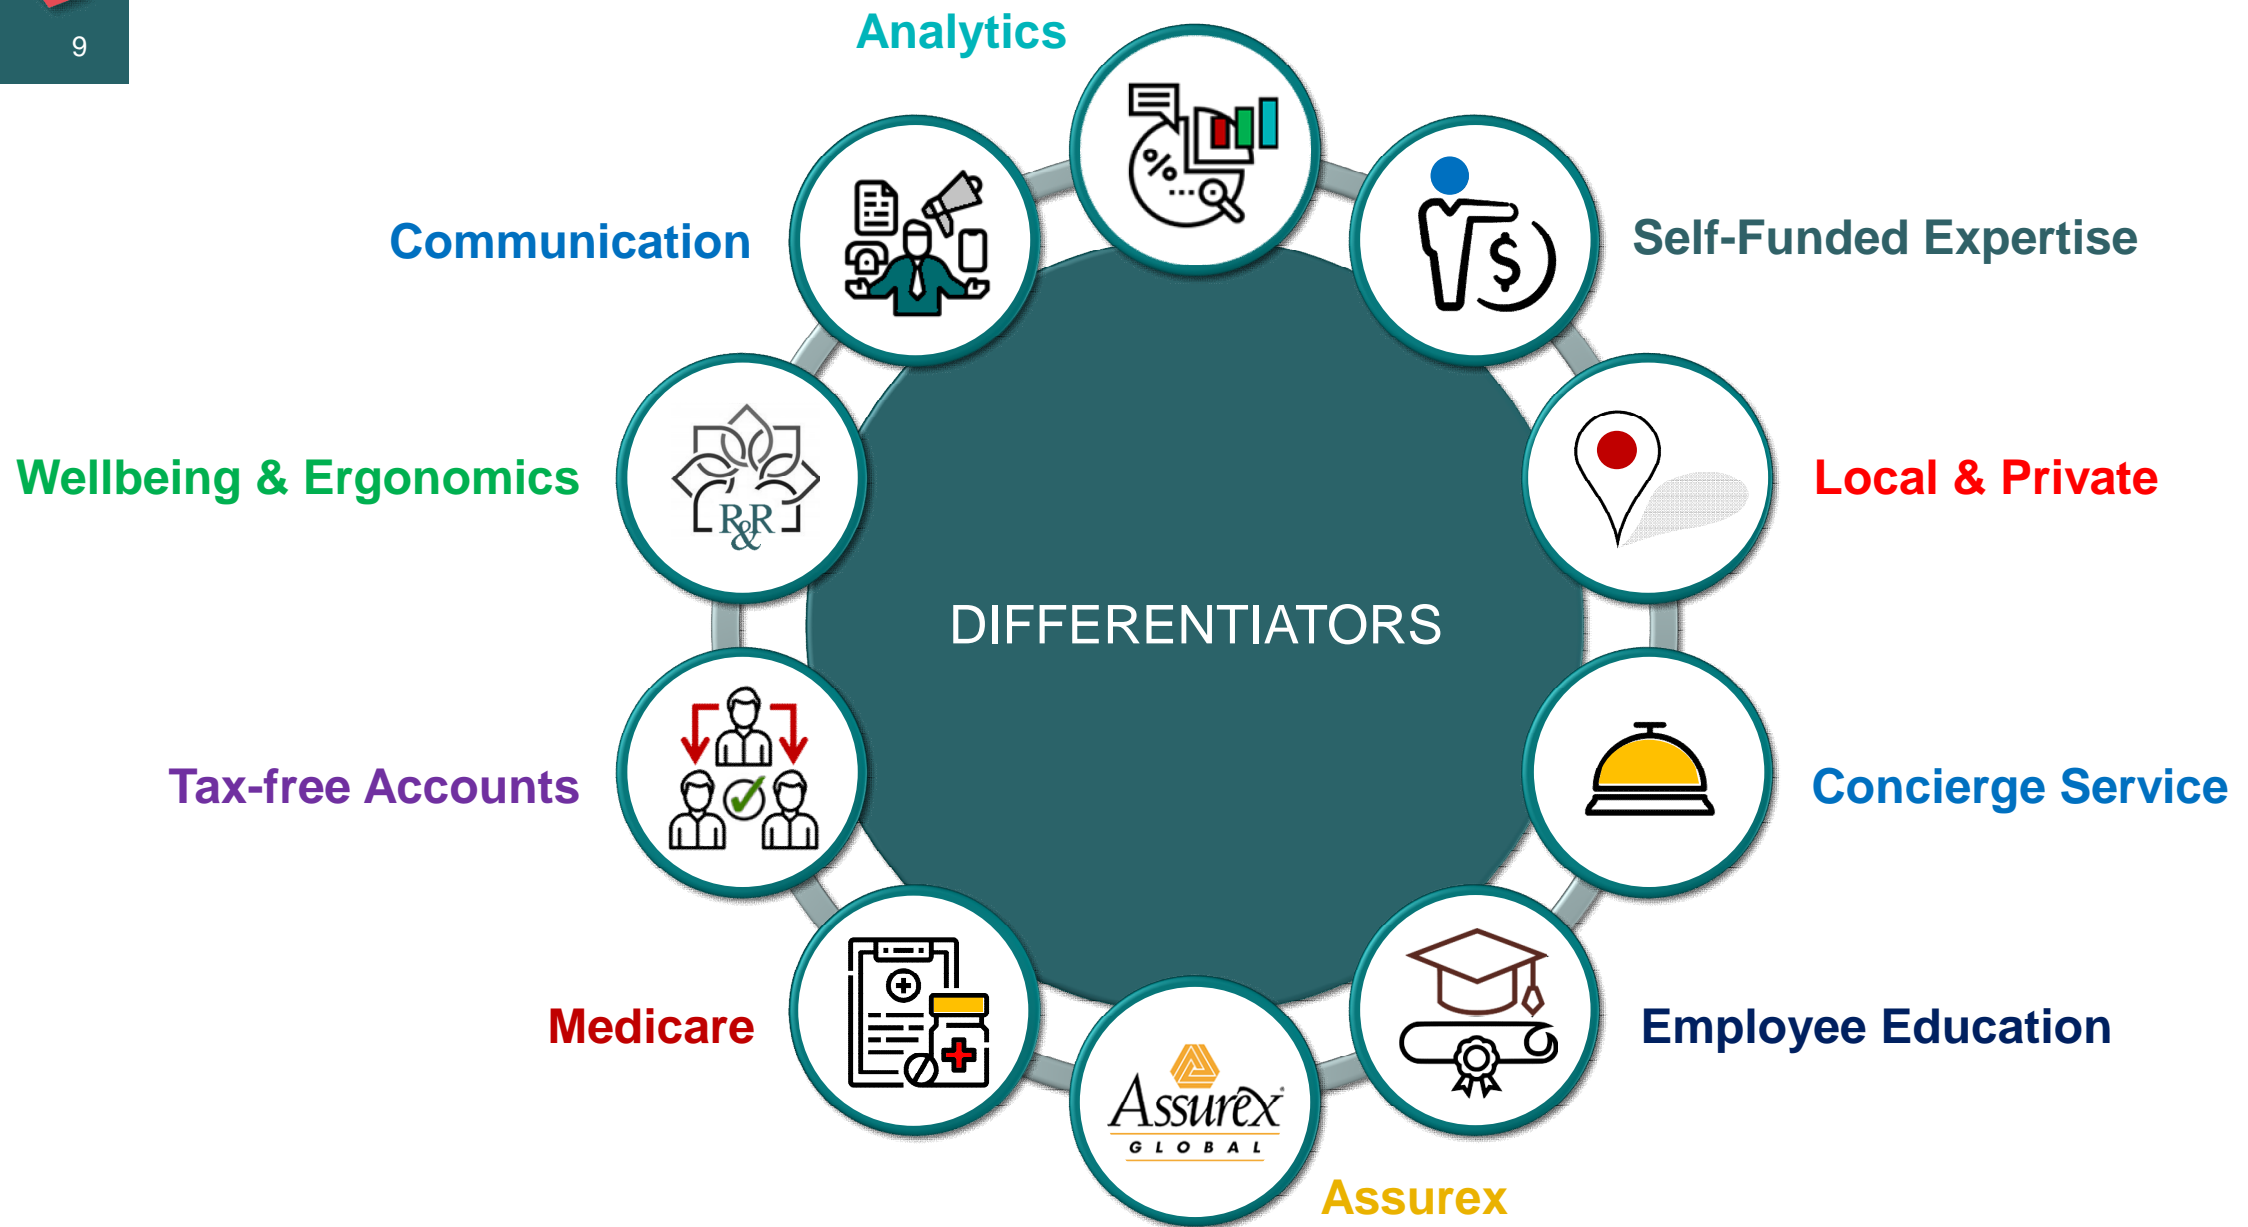 9
Analytics
Communication
Self-Funded Expertise
Wellbeing & Ergonomics
R&R
Local & Private
DIFFERENTIATORS
Tax-free Accounts
Concierge Service
Medicare
Employee Education
Assurex
GLOBAL
Assurex